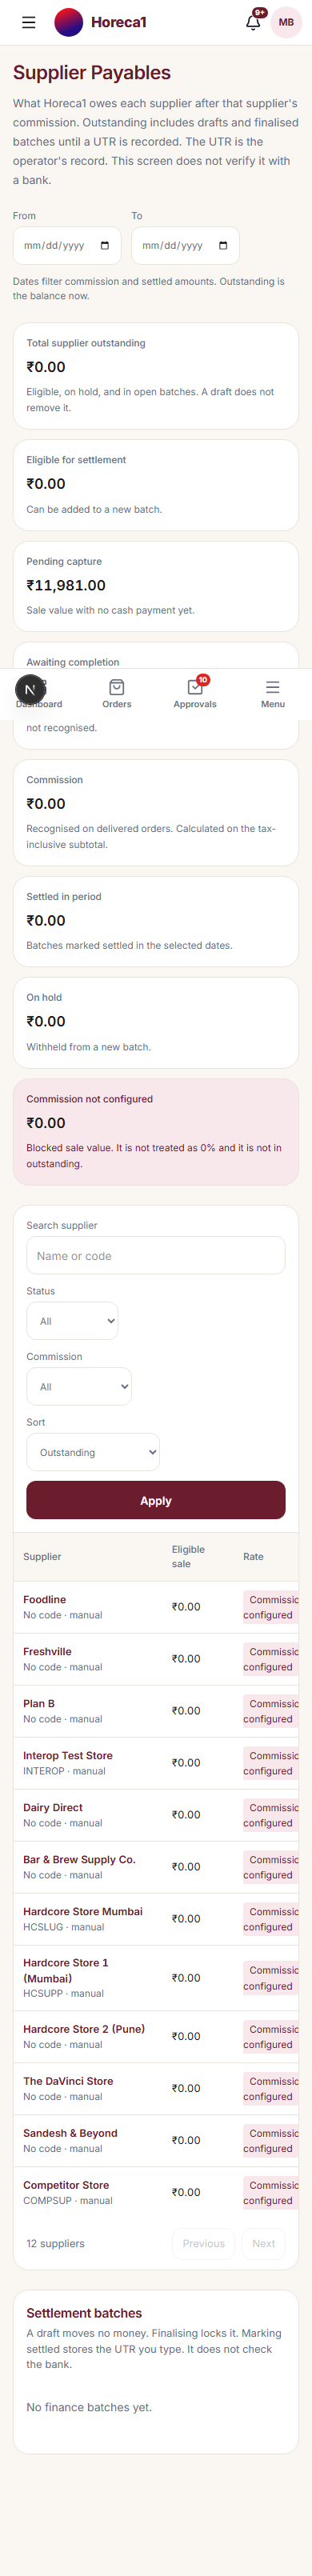 Horeca1
9+
MB
Supplier Payables
What Horeca1 owes each supplier after that supplier's
commission. Outstanding includes drafts and finalised
batches until a UTR is recorded. The UTR is the
operator's record. This screen does not verify it with
a bank.
From
To
mm/dd/yyyy
mm/dd/yyyy
Dates filter commission and settled amounts. Outstanding is
the balance now.
Total supplier outstanding
₹0.00
Eligible, on hold, and in open batches. A draft does not
remove it.
Eligible for settlement
₹0.00
Can be added to a new batch.
Pending capture
₹11,981.00
Sale value with no cash payment yet.
Awaiting completion
N
10
Dashboard
Orders
Approvals
Menu
not recognised.
Commission
₹0.00
Recognised on delivered orders. Calculated on the tax-
inclusive subtotal.
Settled in period
₹0.00
Batches marked settled in the selected dates.
On hold
₹0.00
Withheld from a new batch.
Commission not configured
₹0.00
Blocked sale value. It is not treated as 0% and it is not in
outstanding.
Search supplier
Name or code
Status
All
Commission
All
Sort
Outstanding
Apply
Supplier
Eligible
sale
Rate
Foodline
No code · manual
₹0.00
Commissio
configured
Freshville
No code · manual
₹0.00
Commissio
configured
Plan B
No code · manual
₹0.00
Commissio
configured
Interop Test Store
INTEROP · manual
₹0.00
Commissio
configured
Dairy Direct
No code · manual
₹0.00
Commissio
configured
Bar & Brew Supply Co.
No code · manual
₹0.00
Commissio
configured
Hardcore Store Mumbai
HCSLUG · manual
₹0.00
Commissio
configured
Hardcore Store 1
(Mumbai)
HCSUPP · manual
₹0.00
Commissio
configured
Hardcore Store 2 (Pune)
No code · manual
₹0.00
Commissio
configured
The DaVinci Store
No code · manual
₹0.00
Commissio
configured
Sandesh & Beyond
No code · manual
₹0.00
Commissio
configured
Competitor Store
COMPSUP · manual
₹0.00
Commissio
configured
12 suppliers
Previous
Next
Settlement batches
A draft moves no money. Finalising locks it. Marking
settled stores the UTR you type. It does not check
the bank.
No finance batches yet.